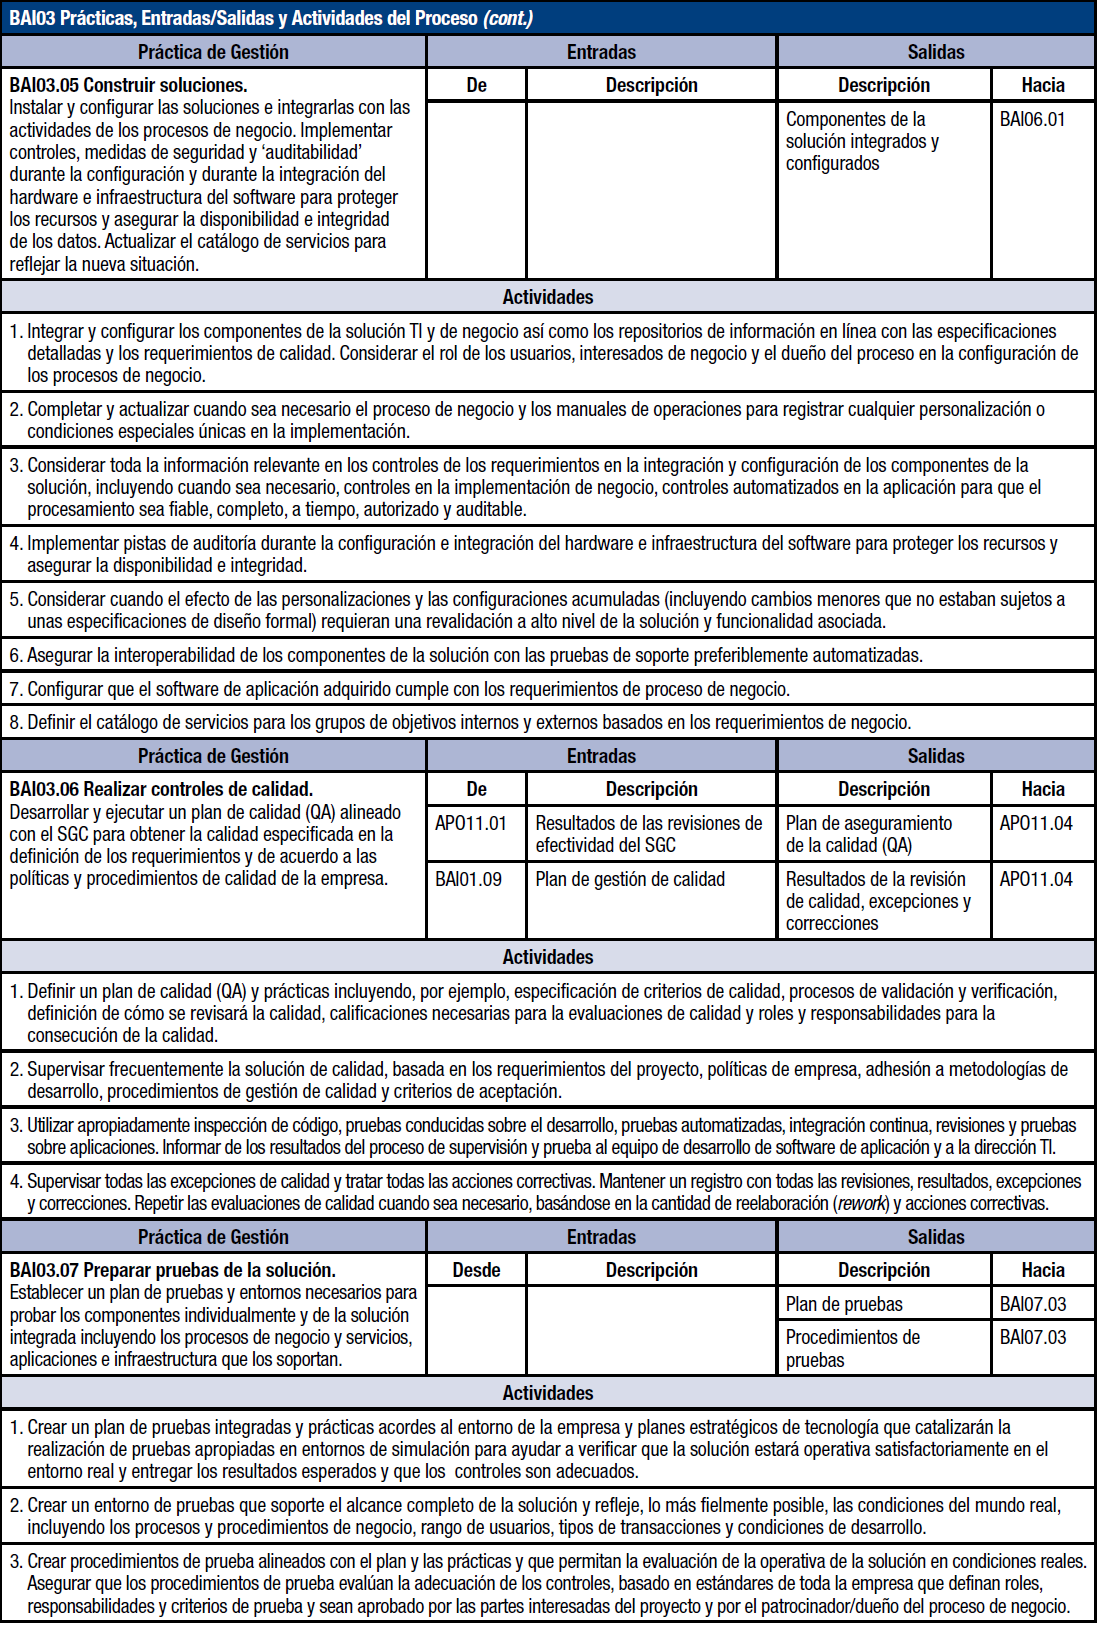 BAI03 Prácticas, Entradas/Salidas y Actividades del Proceso (cont.)
Práctica de Gestión Entradas Salidas
BAI03.05 Construir soluciones. De Descripción Descripción Hacia
Instalar y configurar las soluciones e integrarlas con las
actividades de los procesos de negocio. Implementar
controles, medidas de seguridad y ‘auditabilidad’
durante la configuración y durante la integración del
hardware e infraestructura del software para proteger
los recursos y asegurar la disponibilidad e integridad
de los datos. Actualizar el catálogo de servicios para
reflejar la nueva situación.
Componentes de la
solución integrados y
configurados
BAI06.01
Actividades
1. Integrar y configurar los componentes de la solución TI y de negocio así como los repositorios de información en línea con las especificaciones
detalladas y los requerimientos de calidad. Considerar el rol de los usuarios, interesados de negocio y el dueño del proceso en la configuración de
los procesos de negocio.
2. Completar y actualizar cuando sea necesario el proceso de negocio y los manuales de operaciones para registrar cualquier personalización o
condiciones especiales únicas en la implementación.
3. Considerar toda la información relevante en los controles de los requerimientos en la integración y configuración de los componentes de la
solución, incluyendo cuando sea necesario, controles en la implementación de negocio, controles automatizados en la aplicación para que el
procesamiento sea fiable, completo, a tiempo, autorizado y auditable.
4. Implementar pistas de auditoría durante la configuración e integración del hardware e infraestructura del software para proteger los recursos y
asegurar la disponibilidad e integridad.
5. Considerar cuando el efecto de las personalizaciones y las configuraciones acumuladas (incluyendo cambios menores que no estaban sujetos a
unas especificaciones de diseño formal) requieran una revalidación a alto nivel de la solución y funcionalidad asociada.
6. Asegurar la interoperabilidad de los componentes de la solución con las pruebas de soporte preferiblemente automatizadas.
7. Configurar que el software de aplicación adquirido cumple con los requerimientos de proceso de negocio.
8. Definir el catálogo de servicios para los grupos de objetivos internos y externos basados en los requerimientos de negocio.
Práctica de Gestión Entradas Salidas
BAI03.06 Realizar controles de calidad. De Descripción Descripción Hacia
Desarrollar y ejecutar un plan de calidad (QA) alineado
con el SGC para obtener la calidad especificada en la
definición de los requerimientos y de acuerdo a las
políticas y procedimientos de calidad de la empresa.
APO11.01
Resultados de las revisiones de
efectividad del SGC
Plan de aseguramiento
de la calidad (QA)
APO11.04
BAI01.09
Plan de gestión de calidad
Resultados de la revisión
de calidad, excepciones y
correcciones
APO11.04
Actividades
1. Definir un plan de calidad (QA) y prácticas incluyendo, por ejemplo, especificación de criterios de calidad, procesos de validación y verificación,
definición de cómo se revisará la calidad, calificaciones necesarias para la evaluaciones de calidad y roles y responsabilidades para la
consecución de la calidad.
2. Supervisar frecuentemente la solución de calidad, basada en los requerimientos del proyecto, políticas de empresa, adhesión a metodologías de
desarrollo, procedimientos de gestión de calidad y criterios de aceptación.
3. Utilizar apropiadamente inspección de código, pruebas conducidas sobre el desarrollo, pruebas automatizadas, integración continua, revisiones y pruebas
sobre aplicaciones. Informar de los resultados del proceso de supervisión y prueba al equipo de desarrollo de software de aplicación y a la dirección TI.
4. Supervisar todas las excepciones de calidad y tratar todas las acciones correctivas. Mantener un registro con todas las revisiones, resultados, excepciones
y correcciones. Repetir las evaluaciones de calidad cuando sea necesario, basándose en la cantidad de reelaboración (rework) y acciones correctivas.
Práctica de Gestión Entradas Salidas
BAI03.07 Preparar pruebas de la solución. Desde Descripción Descripción Hacia
Establecer un plan de pruebas y entornos necesarios para
probar los componentes individualmente y de la solución
integrada incluyendo los procesos de negocio y servicios,
aplicaciones e infraestructura que los soportan.
Plan de pruebas
BAI07.03
Procedimientos de
pruebas
BAI07.03
Actividades
1. Crear un plan de pruebas integradas y prácticas acordes al entorno de la empresa y planes estratégicos de tecnología que catalizarán la
realización de pruebas apropiadas en entornos de simulación para ayudar a verificar que la solución estará operativa satisfactoriamente en el
entorno real y entregar los resultados esperados y que los controles son adecuados.
2. Crear un entorno de pruebas que soporte el alcance completo de la solución y refleje, lo más fielmente posible, las condiciones del mundo real,
incluyendo los procesos y procedimientos de negocio, rango de usuarios, tipos de transacciones y condiciones de desarrollo.
3. Crear procedimientos de prueba alineados con el plan y las prácticas y que permitan la evaluación de la operativa de la solución en condiciones reales.
Asegurar que los procedimientos de prueba evalúan la adecuación de los controles, basado en estándares de toda la empresa que definan roles,
responsabilidades y criterios de prueba y sean aprobado por las partes interesadas del proyecto y por el patrocinador/dueño del proceso de negocio.